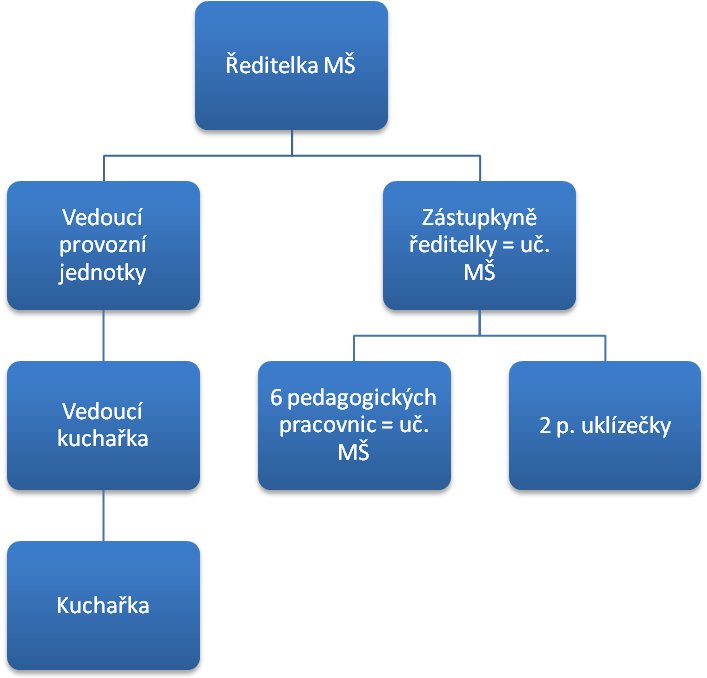 Ředitelka MŠ
Vedoucí
provozní
jednotky
Zástupkyně
ředitelky = uč.
MŠ
Vedoucí
kuchařka
6 pedagogických
pracovnic = uč.
MŠ
2 p. uklízečky
Kuchařka